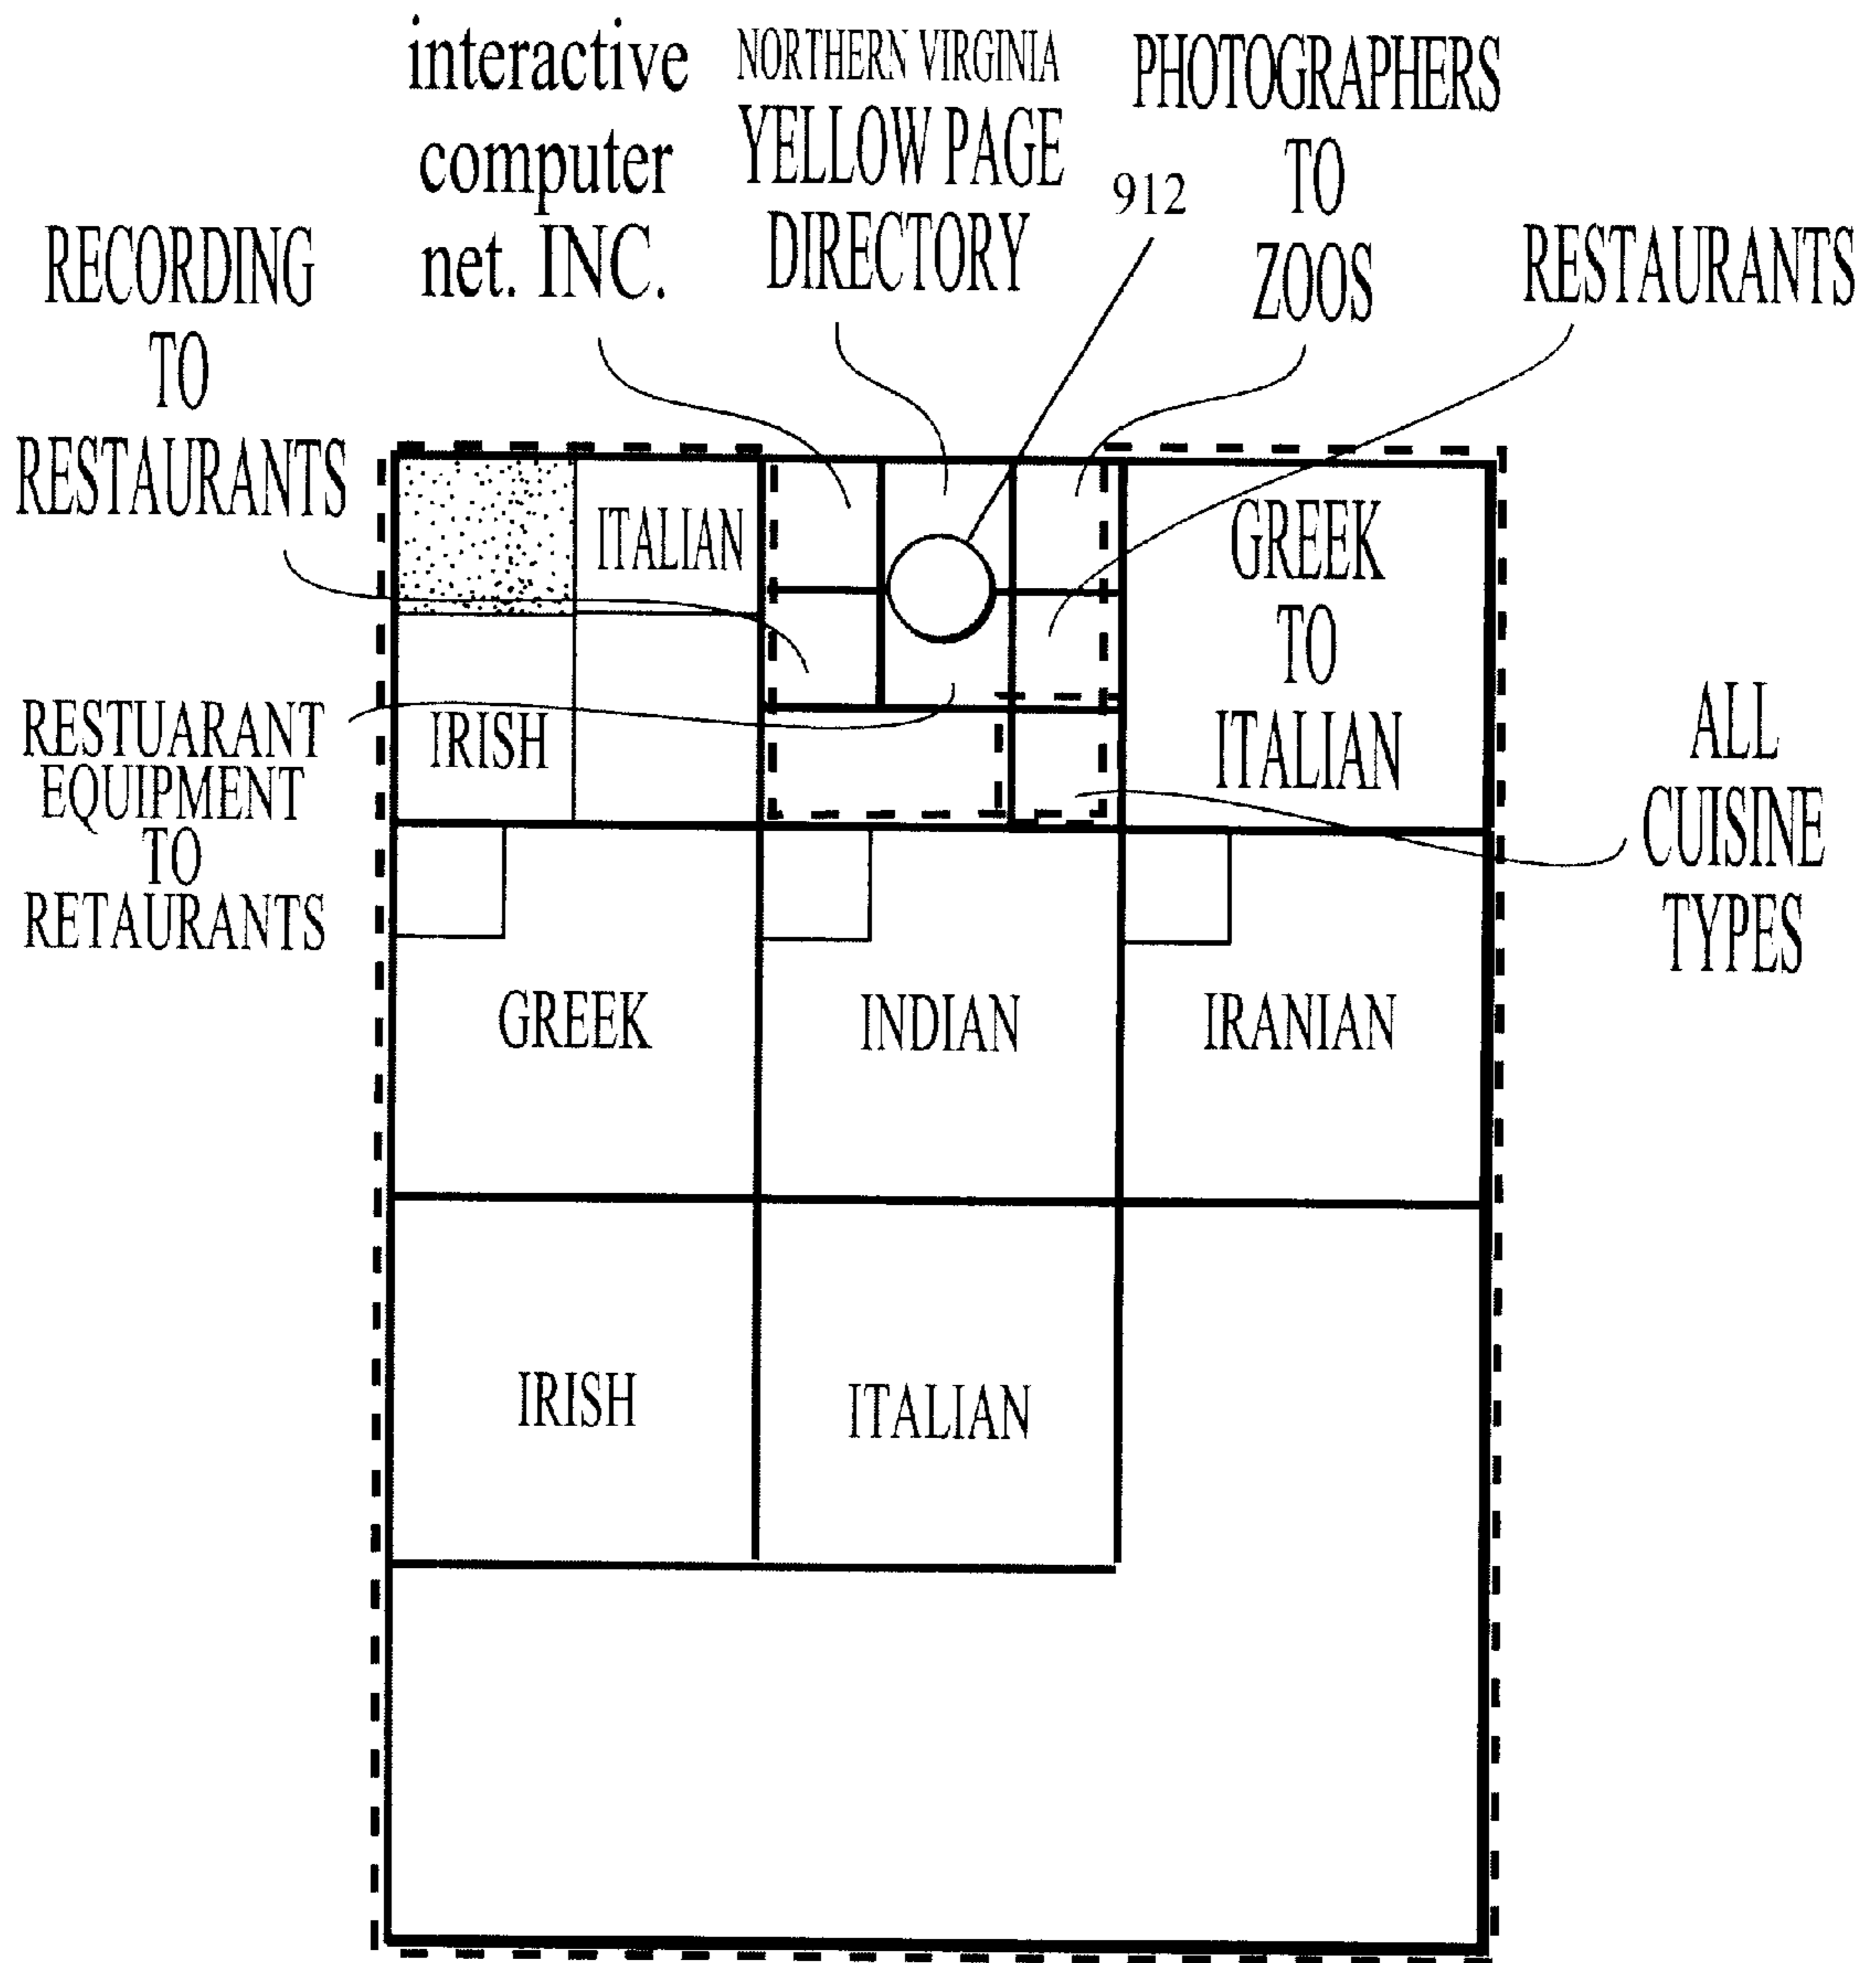 interactive
computer
net. INC.
NORTHERN VIRGINIA
YELLOW PAGE
DIRECTORY
912
PHOTOGRAPHERS
TO
ZOOS
RESTAURANTS
RECORDING
TO
RESTAURANTS
RESTUARANT
EQUIPMENT
TO
RETAURANTS
ITALIAN
IRISH
GREEK
TO
ITALIAN
ALL
CUISINE
TYPES
GREEK
INDIAN
IRANIAN
IRISH
ITALIAN